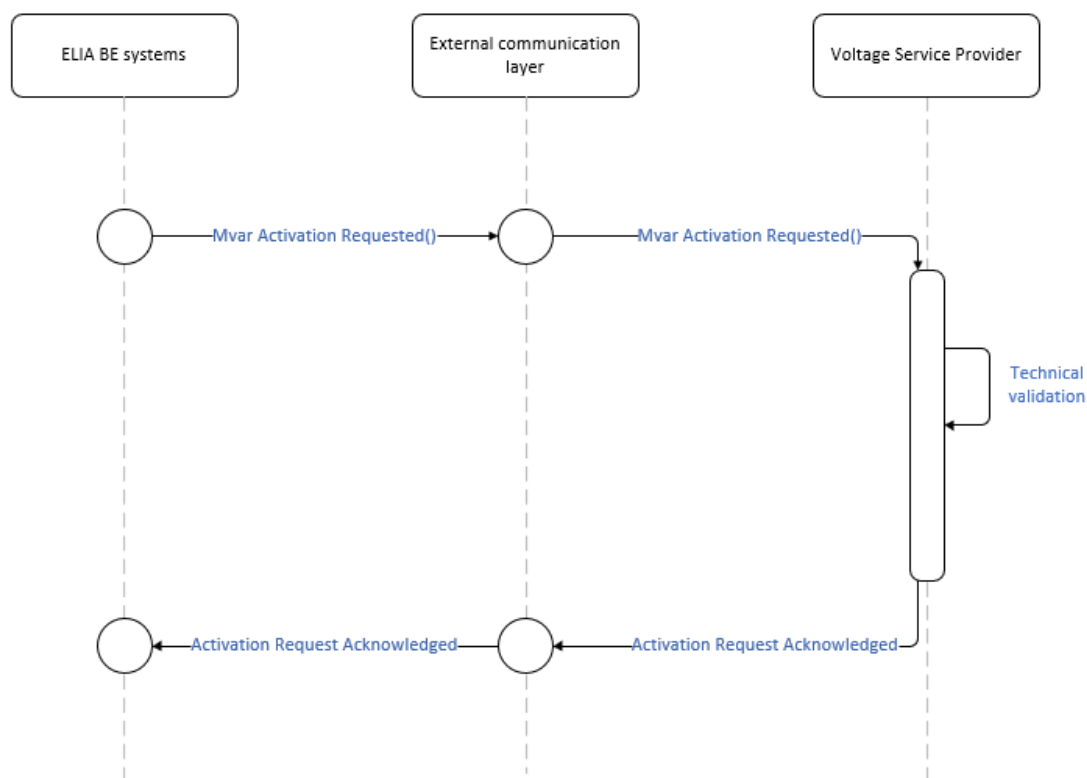 ELIA BE systems
External communication
layer
Voltage Service Provider
Mvar Activation Requested()
Mvar Activation Requested()
Technical
validation
Activation Request Acknowledged
Activation Request Acknowledged